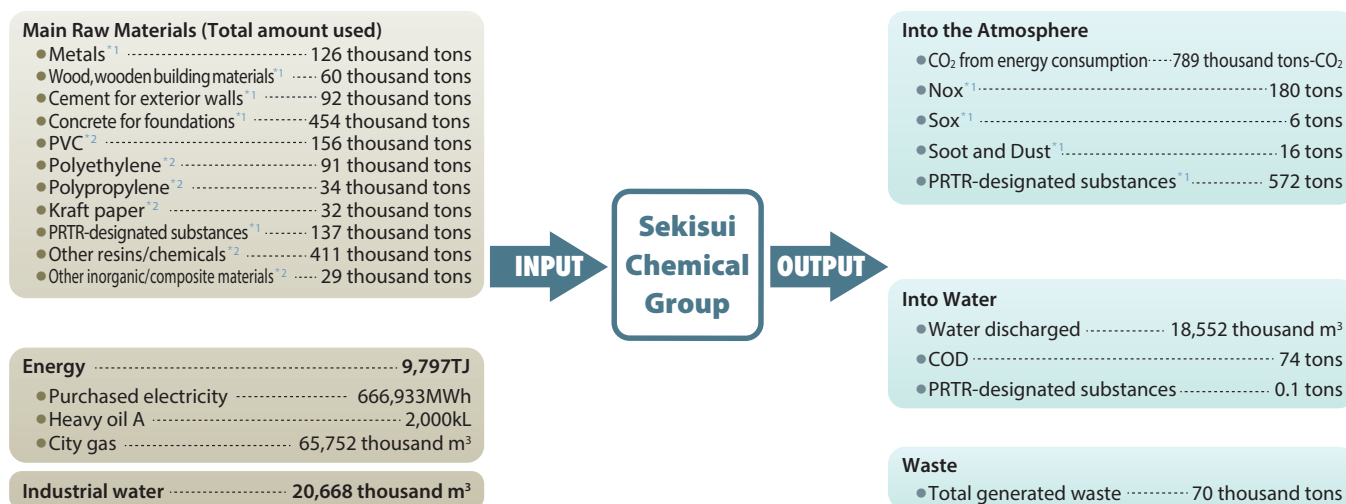 Main Raw Materials (Total amount used)
●Metals*1 126 thousand tons
●Wood,wooden building materials*1 60 thousand tons
●Cement for exterior walls*1 92 thousand tons
●Concrete for foundations*1 454 thousand tons
●PVC*2 156 thousand tons
●Polyethylene*2 91 thousand tons
●Polypropylene*2 34 thousand tons
●Kraft paper*2 32 thousand tons
●PRTR-designated substances*1 137 thousand tons
●Other resins/chemicals*2 411 thousand tons
●Other inorganic/composite materials*2 29 thousand tons
Energy 9,797TJ
●Purchased electricity 666,933MWh
●Heavy oil A 2,000kL
●City gas 65,752 thousand m³
Industrial water 20,668 thousand m³
INPUT
Sekisui
Chemical
Group
OUTPUT
Into the Atmosphere
●CO₂ from energy consumption 789 thousand tons-CO₂
●Nox*1 180 tons
●Sox*1 6 tons
●Soot and Dust*1 16 tons
●PRTR-designated substances*1 572 tons
Into Water
●Water discharged 18,552 thousand m³
●COD 74 tons
●PRTR-designated substances 0.1 tons
Waste
●Total generated waste 70 thousand tons